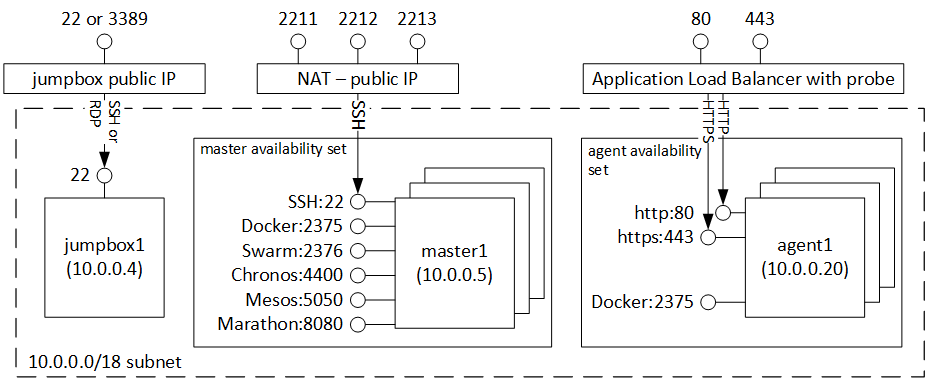 22 or 3389
2211
2212
2213
80
443
jumpbox public IP
NAT – public IP
Application Load Balancer with probe
SSH or
RDP
SSH
HTTPS
HTTP
master availability set
agent availability
set
22
SSH:22
Docker:2375
Swarm:2376
Chronos:4400
Mesos:5050
Marathon:8080
http:80
https:443
Docker:2375
jumpbox1
(10.0.0.4)
master1
(10.0.0.5)
agent1
(10.0.0.20)
10.0.0.0/18 subnet